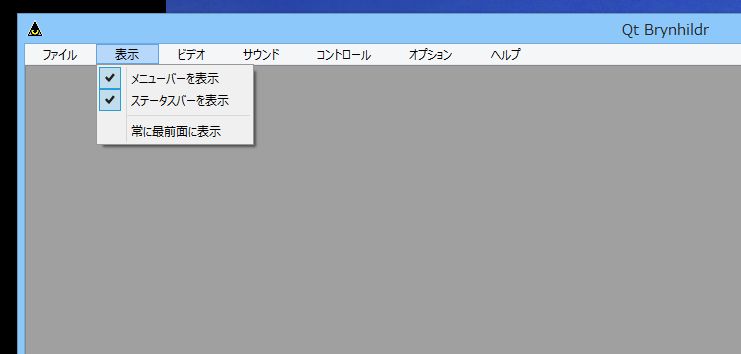 Qt Brynhildr
ファイル 表示 ビデオ サウンド コントロール オプション ヘルプ
メニューバーを表示
ステータスバーを表示
常に最前面に表示